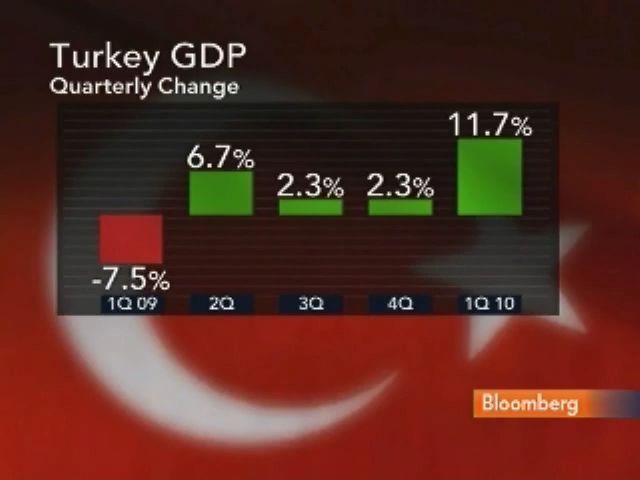 Turkey GDP
Quarterly Change
-7.5%
6.7%
2.3%
2.3%
11.7%
1Q 09
2Q
3Q
4Q
1Q 10
Bloomberg